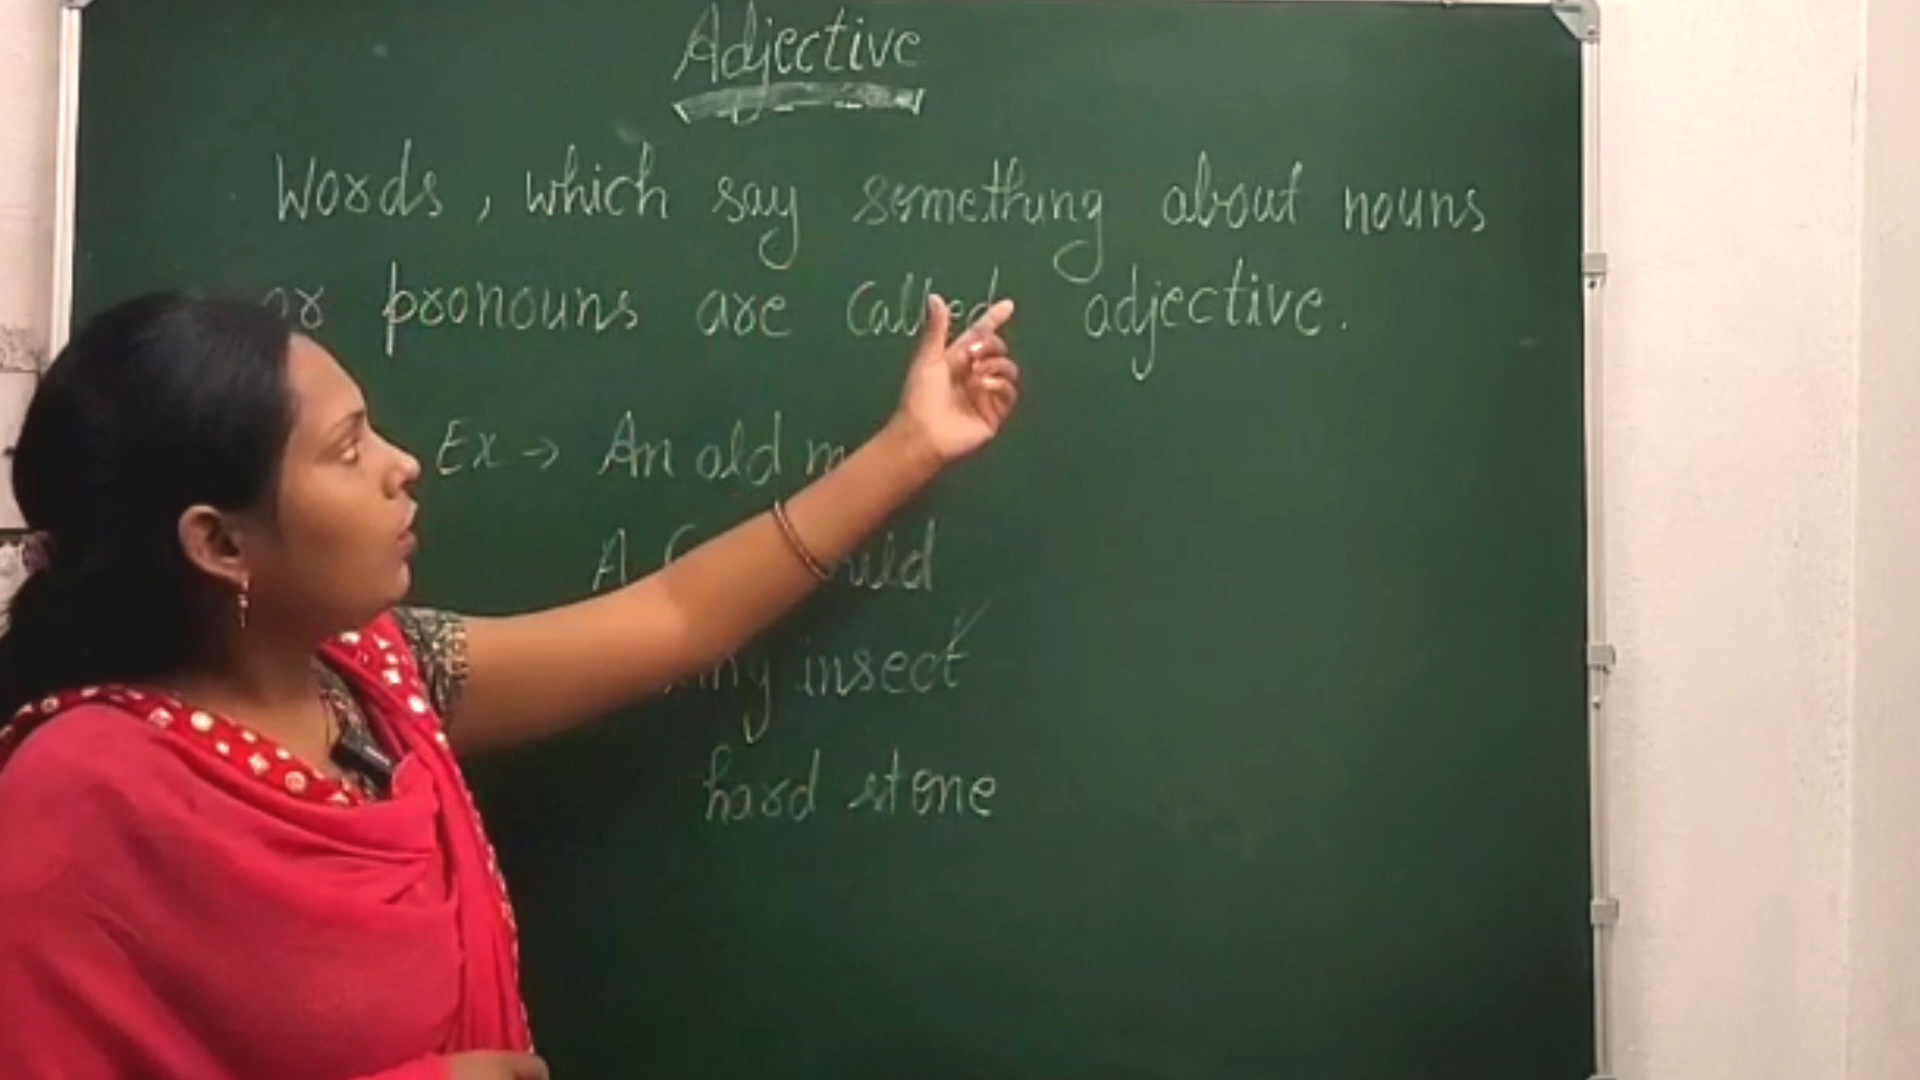 Adjective
Words, which say something about nouns
or pronouns are called adjective.
Ex → An old
A
insect
hard stone